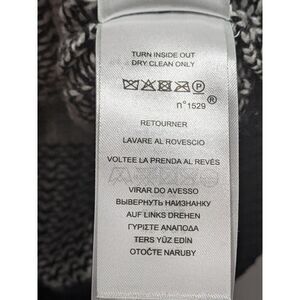 TURN INSIDE OUT
DRY CLEAN ONLY
n°1529 ®
RETOURNER
LAVARE AL ROVESCIO
VOLTEE LA PRENDA AL REVÉS
VIRAR DO AVESSO
ВЫВЕРНУТЬ НАИЗНАНКУ
AUF LINKS DREHEN
ΓΥΡΙΣΤΕ ΑΝΑΠΟΔΑ
TERS YÜZ EDİN
OTOČTE NARUBY